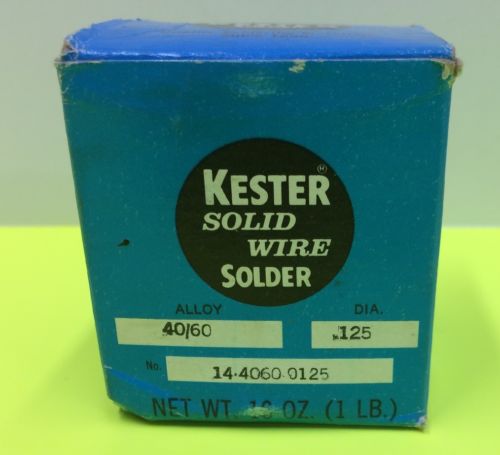 KESTER
SOLID
WIRE
SOLDER
ALLOY DIA.
40/60 .125
No. 14-4060-0125
NET WT. 16 OZ. (1 LB.)